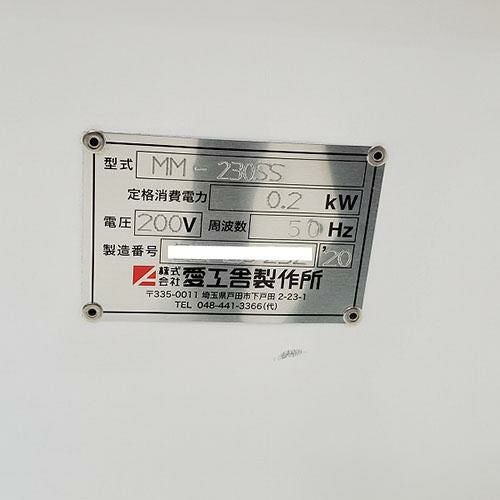 型式 MM-230SS
定格消費電力 0.2 kW
電圧 200V 周波数 50 Hz
製造番号 '20
株式会社 愛工舎製作所
〒335-0011 埼玉県戸田市下戸田 2-23-1
TEL 048-441-3366(代)